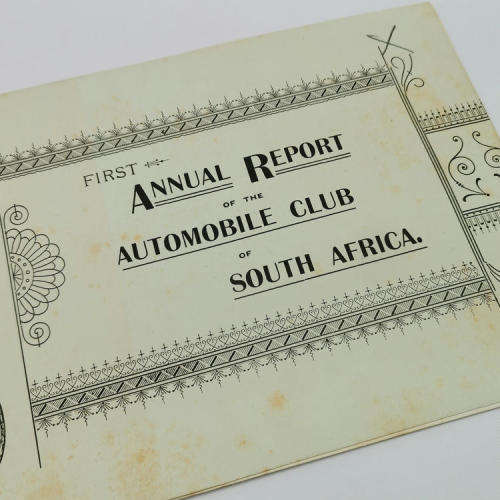 FIRST ANNUAL REPORT
OF THE
AUTOMOBILE CLUB
OF
SOUTH AFRICA.